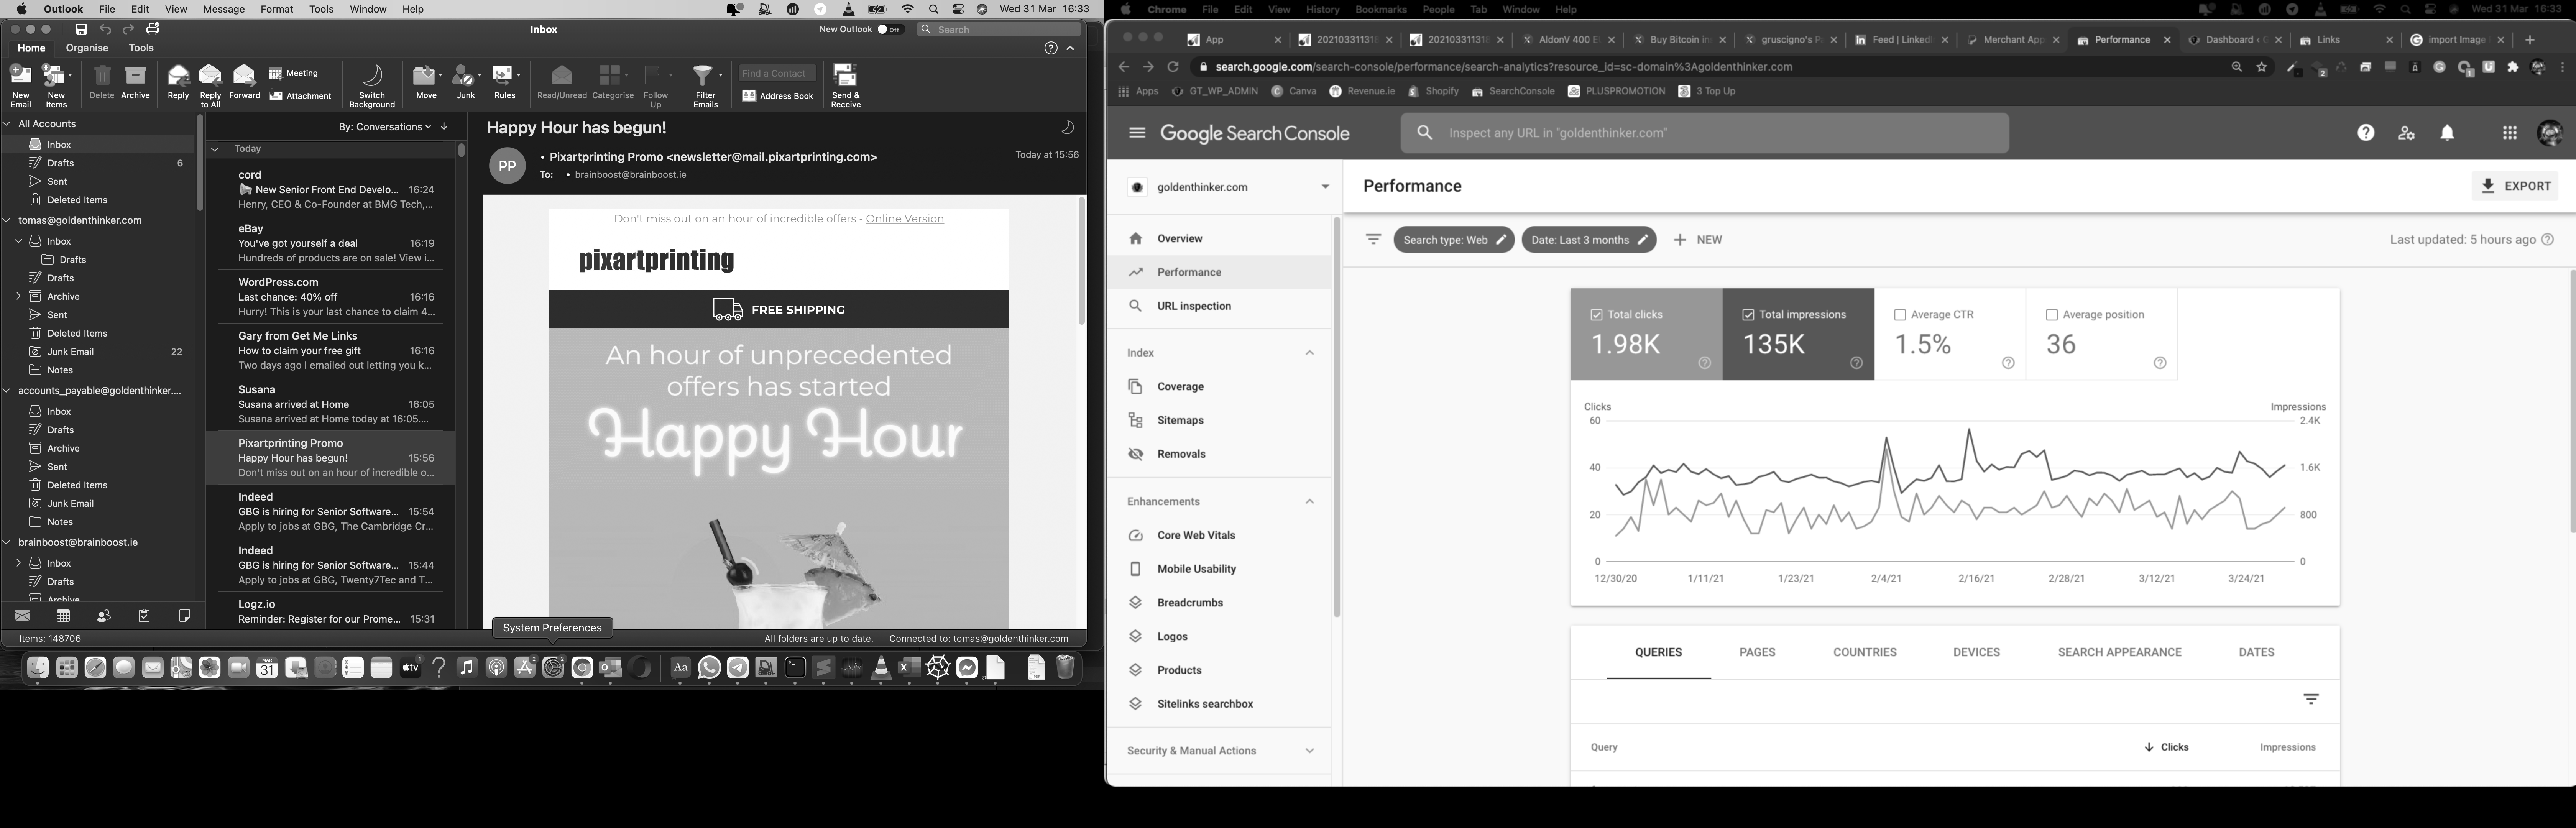 Outlook File Edit View Message Format Tools Window Help Wed 31 Mar 16:33
Inbox New Outlook Off Search
Home Organise Tools
New Email
New Items
Delete
Archive
Reply
Reply to All
Forward
Meeting
Attachment
Switch Background
Move
Junk
Rules
Read/Unread
Categorise
Follow Up
Filter Emails
Find a Contact
Address Book
Send & Receive
All Accounts
Inbox
Drafts 6
Sent
Deleted Items
tomas@goldenthinker.com
Inbox
Drafts
Drafts
Archive
Sent
Deleted Items
Junk Email 22
Notes
accounts_payable@goldenthinker....
Inbox
Drafts
Archive
Sent
Deleted Items
Junk Email
Notes
brainboost@brainboost.ie
Inbox
Drafts
Archive
Items: 148706
By: Conversations
Today
cord
New Senior Front End Develo... 16:24
Henry, CEO & Co-Founder at BMG Tech,...
eBay
You've got yourself a deal 16:19
Hundreds of products are on sale! View i...
WordPress.com
Last chance: 40% off 16:16
Hurry! This is your last chance to claim 4...
Gary from Get Me Links
How to claim your free gift 16:16
Two days ago I emailed out letting you k...
Susana
Susana arrived at Home 16:05
Susana arrived at Home today at 16:05....
Pixartprinting Promo
Happy Hour has begun! 15:56
Don't miss out on an hour of incredible o...
Indeed
GBG is hiring for Senior Software... 15:54
Apply to jobs at GBG, The Cambridge Cr...
Indeed
GBG is hiring for Senior Software... 15:44
Apply to jobs at GBG, Twenty7Tec and T...
Logz.io
Reminder: Register for our Prome... 15:31
Happy Hour has begun!
PP
• Pixartprinting Promo <newsletter@mail.pixartprinting.com> Today at 15:56
To: • brainboost@brainboost.ie
Don't miss out on an hour of incredible offers - Online Version
pixartprinting
FREE SHIPPING
An hour of unprecedented
offers has started
Happy Hour
System Preferences
All folders are up to date. Connected to: tomas@goldenthinker.com
MAR
31
tv
Aa
Chrome File Edit View History Bookmarks People Tab Window Help Wed 31 Mar 16:33
App
2021033113
2021033113
AldonV 400 E
Buy Bitcoin in
gruscigno's P
Feed | LinkedI
Merchant App
Performance
Dashboard ‹
Links
import Image
search.google.com/search-console/performance/search-analytics?resource_id=sc-domain%3Agoldenthinker.com
Apps GT_WP_ADMIN Canva Revenue.ie Shopify SearchConsole PLUSPROMOTION 3 Top Up
Google Search Console
Inspect any URL in "goldenthinker.com"
goldenthinker.com
Overview
Performance
URL inspection
Index
Coverage
Sitemaps
Removals
Enhancements
Core Web Vitals
Mobile Usability
Breadcrumbs
Logos
Products
Sitelinks searchbox
Security & Manual Actions
Performance
EXPORT
Search type: Web Date: Last 3 months + NEW Last updated: 5 hours ago
Total clicks
1.98K
Total impressions
135K
Average CTR
1.5%
Average position
36
Clicks Impressions
60 2.4K
40 1.6K
20 800
0 0
12/30/20 1/11/21 1/23/21 2/4/21 2/16/21 2/28/21 3/12/21 3/24/21
QUERIES PAGES COUNTRIES DEVICES SEARCH APPEARANCE DATES
Query Clicks Impressions